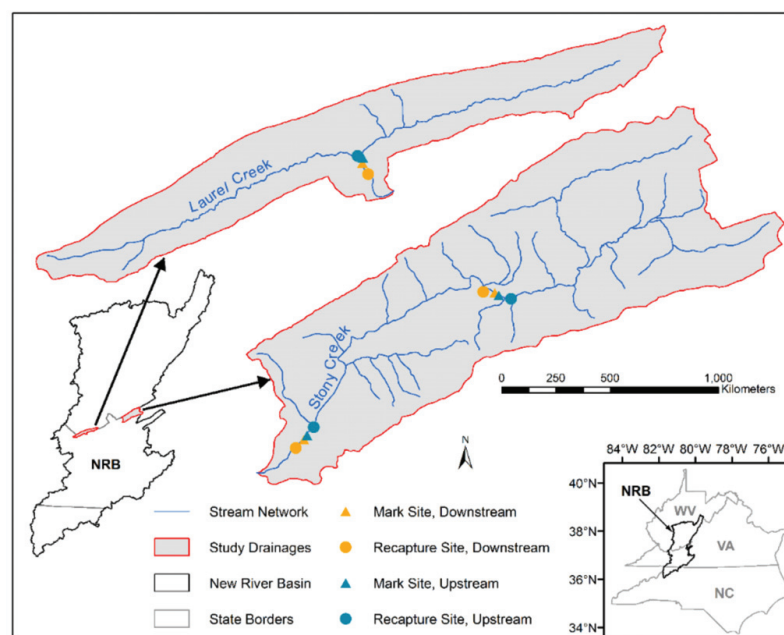 Laurel Creek
Stony Creek
NRB
0 250 500 1,000
Kilometers
N
Stream Network
Study Drainages
New River Basin
State Borders
Mark Site, Downstream
Recapture Site, Downstream
Mark Site, Upstream
Recapture Site, Upstream
84°W 82°W 80°W 78°W 76°W
40°N
38°N
36°N
34°N
NRB
WV
VA
NC